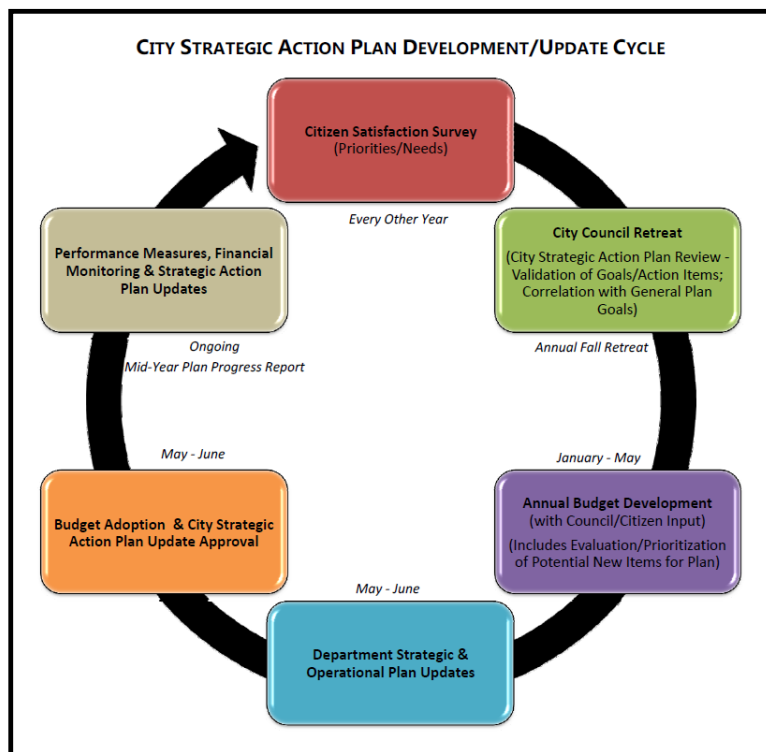 CITY STRATEGIC ACTION PLAN DEVELOPMENT/UPDATE CYCLE
Citizen Satisfaction Survey
(Priorities/Needs)
Every Other Year
City Council Retreat
(City Strategic Action Plan Review -
Validation of Goals/Action Items;
Correlation with General Plan
Goals)
Annual Fall Retreat
January - May
Annual Budget Development
(with Council/Citizen Input)
(Includes Evaluation/Prioritization
of Potential New Items for Plan)
May - June
Department Strategic &
Operational Plan Updates
May - June
Budget Adoption & City Strategic
Action Plan Update Approval
Performance Measures, Financial
Monitoring & Strategic Action
Plan Updates
Ongoing
Mid-Year Plan Progress Report